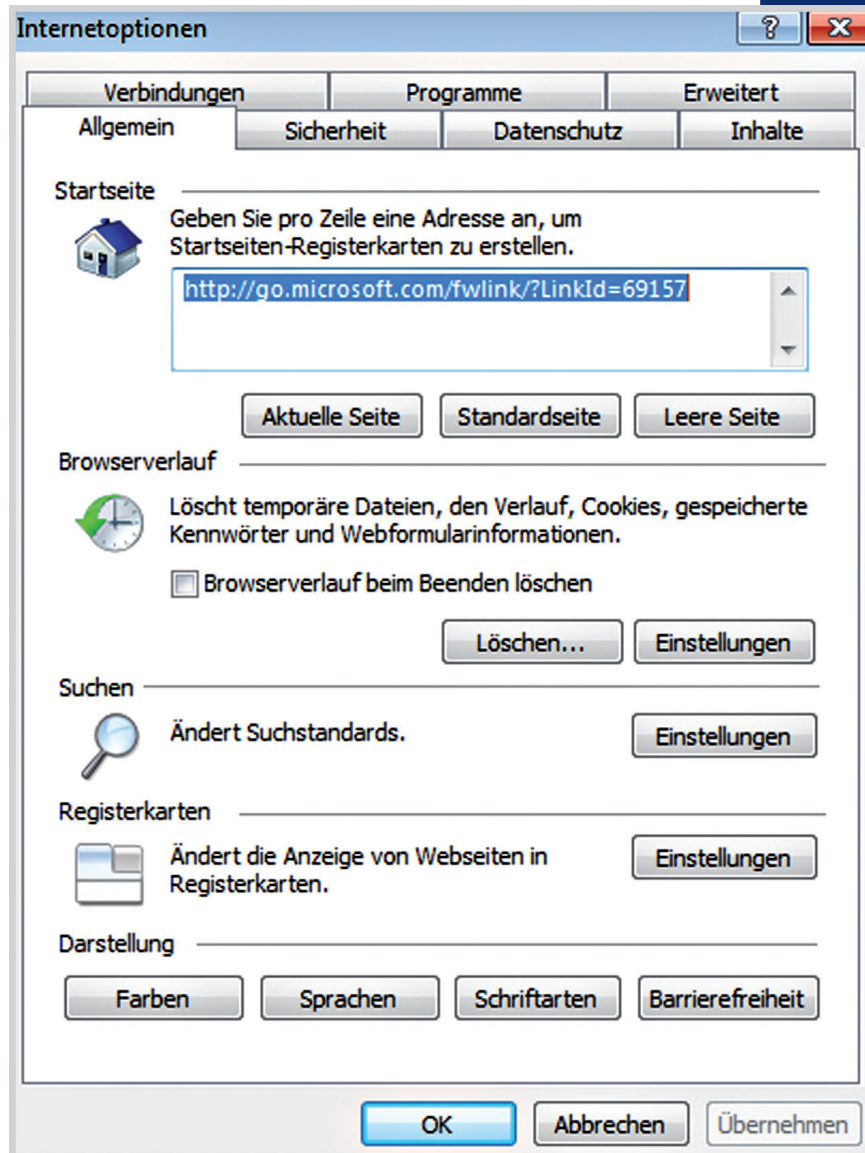 Internetoptionen
Verbindungen Programme Erweitert
Allgemein Sicherheit Datenschutz Inhalte
Startseite
Geben Sie pro Zeile eine Adresse an, um
Startseiten-Registerkarten zu erstellen.
http://go.microsoft.com/fwlink/?LinkId=69157
Aktuelle Seite Standardseite Leere Seite
Browserverlauf
Löscht temporäre Dateien, den Verlauf, Cookies, gespeicherte
Kennwörter und Webformularinformationen.
Browserverlauf beim Beenden löschen
Löschen... Einstellungen
Suchen
Ändert Suchstandards. Einstellungen
Registerkarten
Ändert die Anzeige von Webseiten in
Registerkarten.
Einstellungen
Darstellung
Farben Sprachen Schriftarten Barrierefreiheit
OK Abbrechen Übernehmen